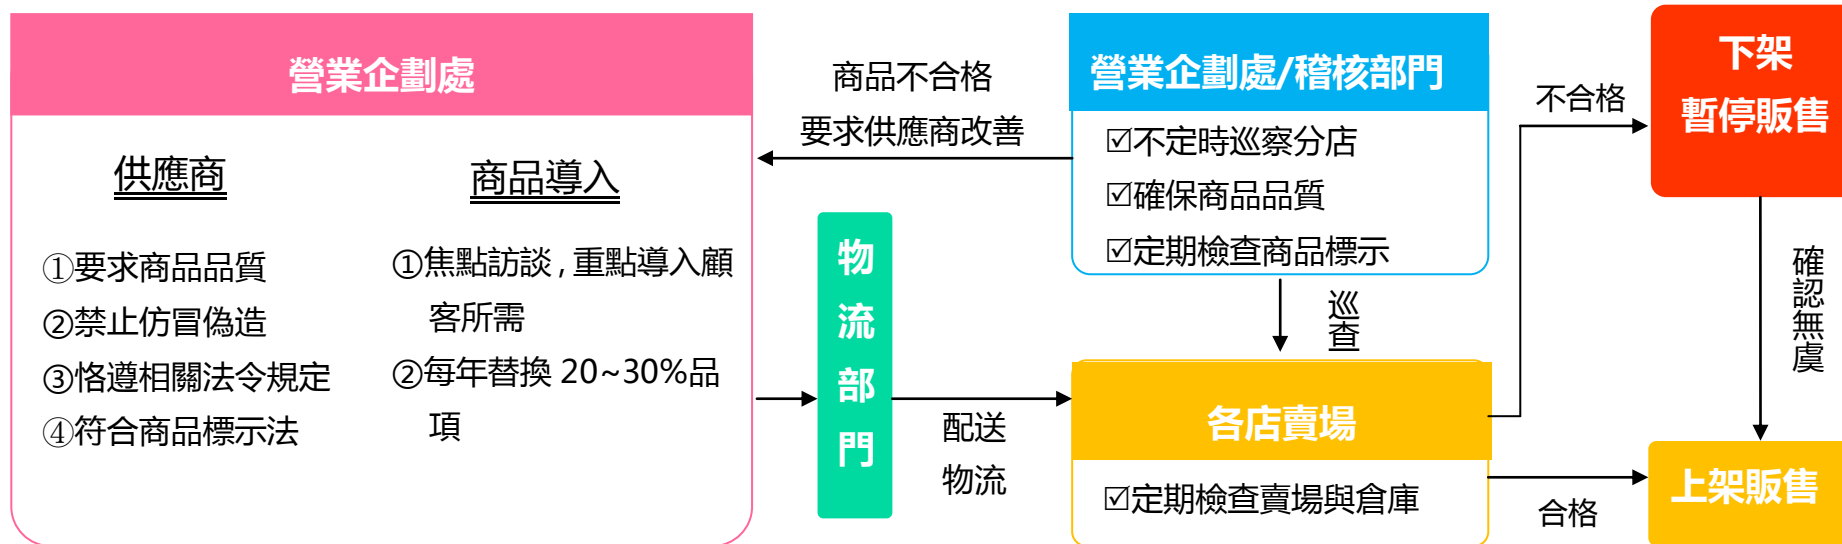 營業企劃處
供應商
①要求商品品質
②禁止仿冒偽造
③恪遵相關法令規定
④符合商品標示法
商品導入
①焦點訪談,重點導入顧
客所需
②每年替換 20~30%品
項
商品不合格
要求供應商改善
物流部門
配送
物流
營業企劃處/稽核部門
☑不定時巡察分店
☑確保商品品質
☑定期檢查商品標示
巡查
各店賣場
☑定期檢查賣場與倉庫
不合格
合格
下架
暫停販售
確認無虞
上架販售